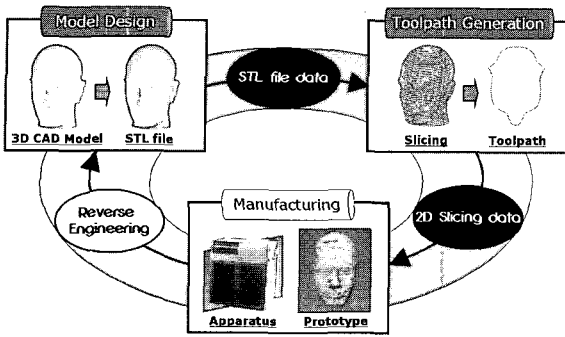 Model Design
3D CAD Model
STL file
STL file data
Toolpath Generation
Slicing
Toolpath
2D Slicing data
Manufacturing
Apparatus
Prototype
Reverse
Engineering